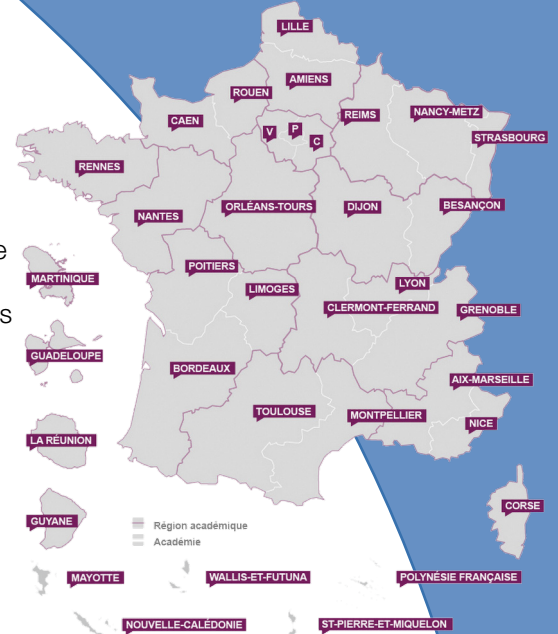 LILLE
AMIENS
ROUEN
REIMS
NANCY-METZ
CAEN
V P C
STRASBOURG
RENNES
ORLÉANS-TOURS
DIJON
BESANÇON
NANTES
e
POITIERS
MARTINIQUE
LIMOGES
LYON
CLERMONT-FERRAND
GRENOBLE
s
GUADELOUPE
BORDEAUX
AIX-MARSEILLE
TOULOUSE
MONTPELLIER
NICE
LA RÉUNION
CORSE
GUYANE
Région académique
Académie
MAYOTTE
WALLIS-ET-FUTUNA
POLYNÉSIE FRANÇAISE
NOUVELLE-CALÉDONIE
ST-PIERRE-ET-MIQUELON